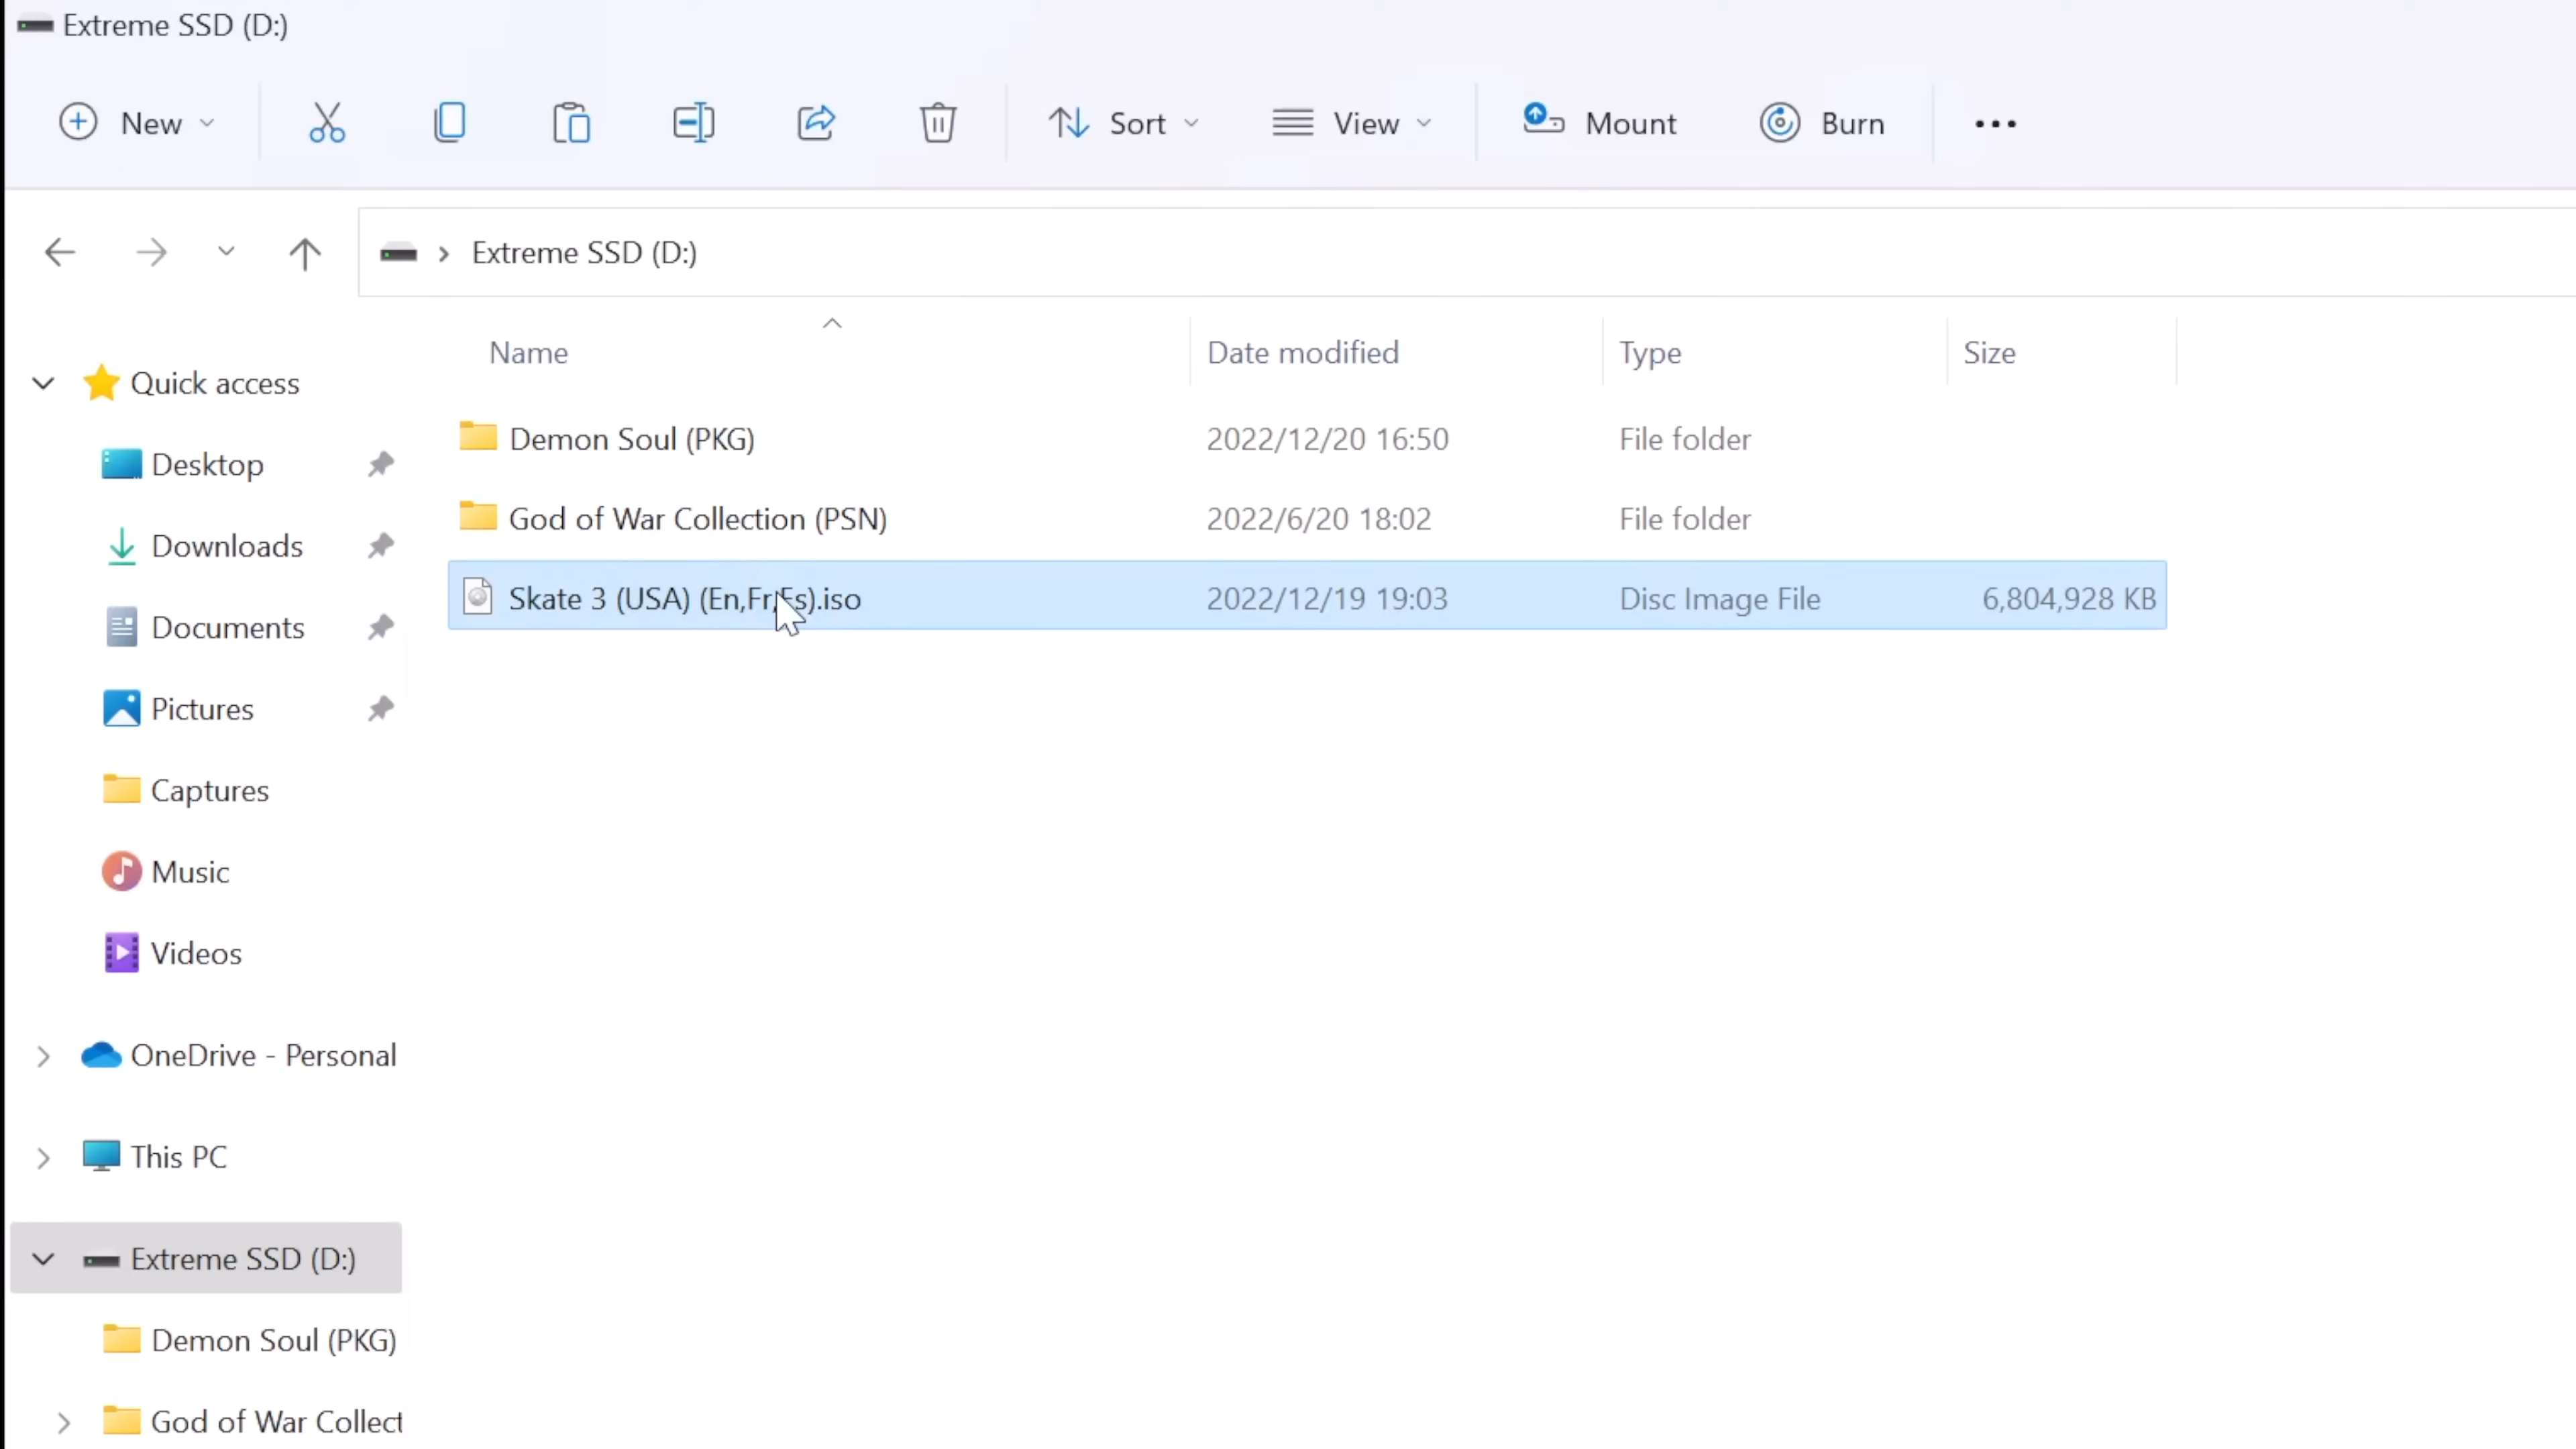 Extreme SSD (D:)
New
Sort
View
Mount
Burn
Extreme SSD (D:)
Name Date modified Type Size
Quick access
Desktop
Downloads
Documents
Pictures
Captures
Music
Videos
OneDrive - Personal
This PC
Extreme SSD (D:)
Demon Soul (PKG)
God of War Collect
Demon Soul (PKG) 2022/12/20 16:50 File folder
God of War Collection (PSN) 2022/6/20 18:02 File folder
Skate 3 (USA) (En,Fr,Es).iso 2022/12/19 19:03 Disc Image File 6,804,928 KB